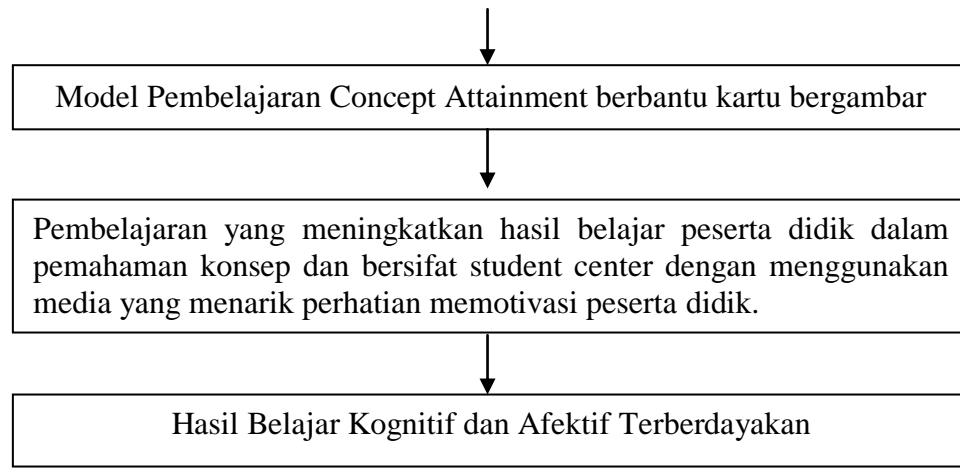 Model Pembelajaran Concept Attainment berbantu kartu bergambar
Pembelajaran yang meningkatkan hasil belajar peserta didik dalam
pemahaman konsep dan bersifat student center dengan menggunakan
media yang menarik perhatian memotivasi peserta didik.
Hasil Belajar Kognitif dan Afektif Terberdayakan